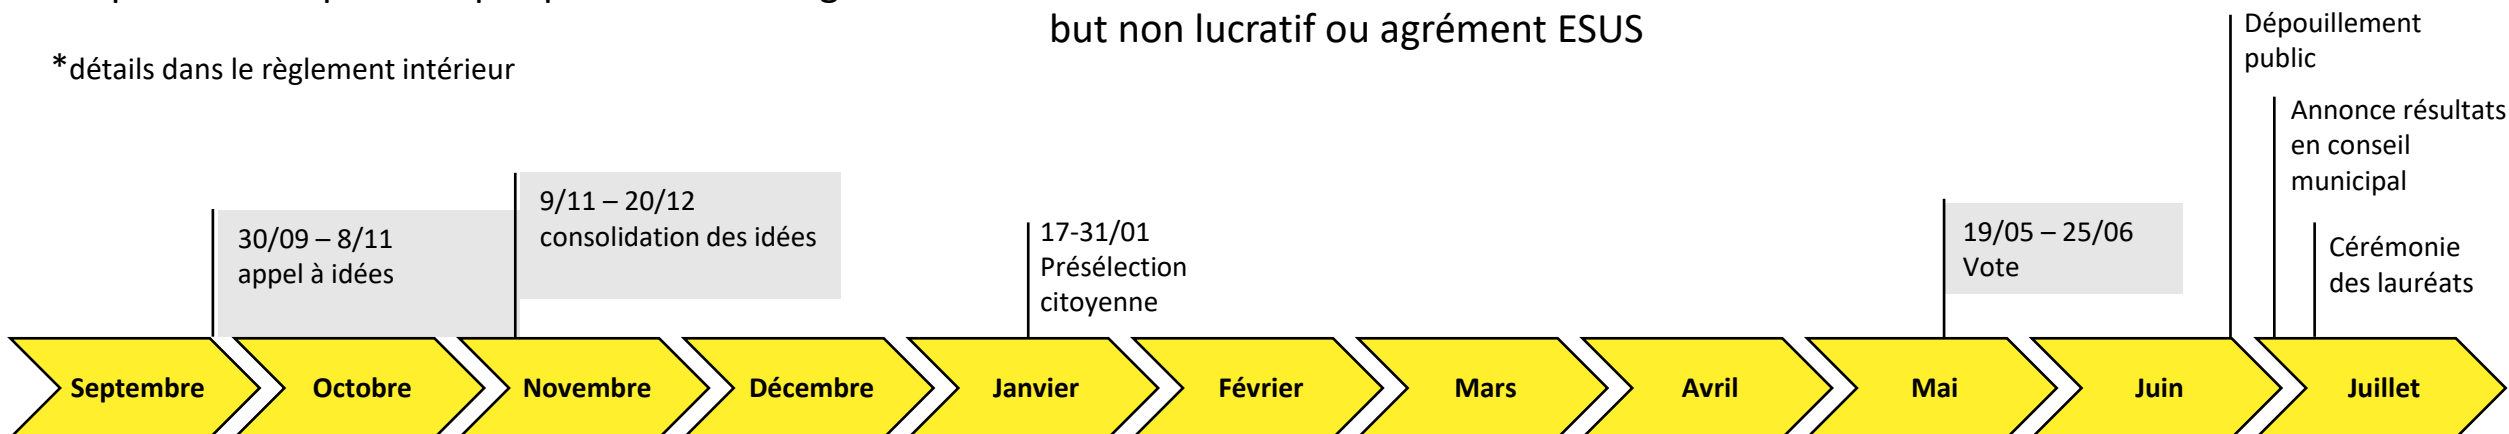 but non lucratif ou agrément ESUS
*détails dans le règlement intérieur
Dépouillement
public
Annonce résultats
en conseil
municipal
9/11 – 20/12
consolidation des idées
30/09 – 8/11
appel à idées
17-31/01
Présélection
citoyenne
19/05 – 25/06
Vote
Cérémonie
des lauréats
Septembre
Octobre
Novembre
Décembre
Janvier
Février
Mars
Avril
Mai
Juin
Juillet